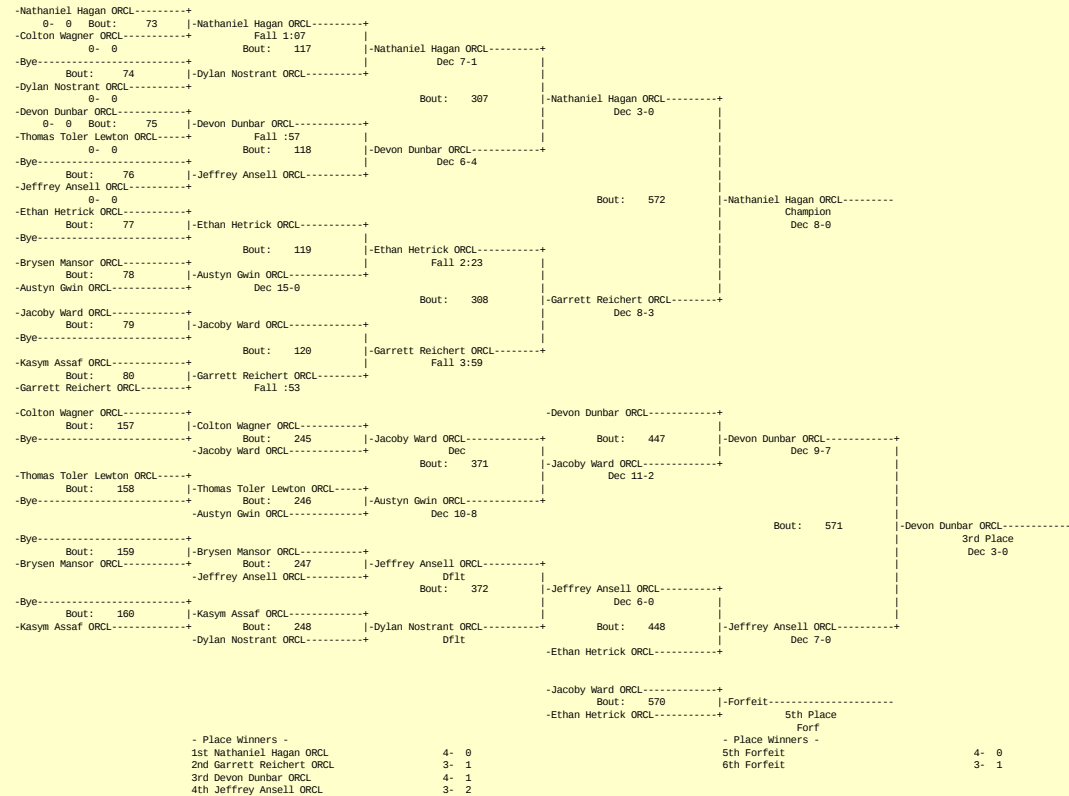 -Nathaniel Hagan ORCL---------+
0-  0   Bout:     73     |-Nathaniel Hagan ORCL---------+
-Colton Wagner ORCL-----------+          Fall 1:07          |
0-  0                    Bout:    117         |-Nathaniel Hagan ORCL---------+
-Bye--------------------------+                             |          Dec 7-1          |
Bout:     74     |-Dylan Nostrant ORCL----------+                             |
-Dylan Nostrant ORCL----------+                                                         |
0-  0                                                  Bout:    307     |-Nathaniel Hagan ORCL---------+
-Devon Dunbar ORCL------------+                                                         |          Dec 3-0          |
0-  0   Bout:     75     |-Devon Dunbar ORCL------------+                             |                             |
-Thomas Toler Lewton ORCL-----+          Fall :57           |                             |                             |
0-  0                    Bout:    118         |-Devon Dunbar ORCL------------+                             |
-Bye--------------------------+                             |          Dec 6-4                                        |
Bout:     76     |-Jeffrey Ansell ORCL----------+                                                           |
-Jeffrey Ansell ORCL----------+                                                                                       |
0-  0                                                                              Bout:    572     |-Nathaniel Hagan ORCL---------
-Ethan Hetrick ORCL-----------+                                                                                       |          Champion
Bout:     77     |-Ethan Hetrick ORCL-----------+                                                           |          Dec 8-0
-Bye--------------------------+                             |                                                         |
Bout:    119         |-Ethan Hetrick ORCL-----------+                             |
-Brysen Mansor ORCL-----------+                             |          Fall 2:23          |                             |
Bout:     78     |-Austyn Gwin ORCL-------------+                             |                             |
-Austyn Gwin ORCL-------------+          Dec 15-0                                       |                             |
Bout:    308     |-Garrett Reichert ORCL--------+
-Jacoby Ward ORCL-------------+                                                         |          Dec 8-3
Bout:     79     |-Jacoby Ward ORCL-------------+                             |
-Bye--------------------------+                             |                             |
Bout:    120         |-Garrett Reichert ORCL--------+
-Kasym Assaf ORCL-------------+                             |          Fall 3:59
Bout:     80     |-Garrett Reichert ORCL--------+
-Garrett Reichert ORCL--------+          Fall :53
-Colton Wagner ORCL-----------+                                                         -Devon Dunbar ORCL------------+
Bout:    157     |-Colton Wagner ORCL-----------+                                                           |
-Bye--------------------------+          Bout:    245     |-Jacoby Ward ORCL-------------+          Bout:    447     |-Devon Dunbar ORCL------------+
-Jacoby Ward ORCL-------------+          Dec          |                             |          Dec 9-7          |
Bout:    371     |-Jacoby Ward ORCL-------------+                             |
-Thomas Toler Lewton ORCL-----+                                                         |          Dec 11-2                                       |
Bout:    158     |-Thomas Toler Lewton ORCL-----+                             |                                                         |
-Bye--------------------------+          Bout:    246     |-Austyn Gwin ORCL-------------+                                                         |
-Austyn Gwin ORCL-------------+          Dec 10-8                                                                     |
Bout:    571     |-Devon Dunbar ORCL-----------
-Bye--------------------------+                                                                                                                     |          3rd Place
Bout:    159     |-Brysen Mansor ORCL-----------+                                                                                         |          Dec 3-0
-Brysen Mansor ORCL-----------+          Bout:    247     |-Jeffrey Ansell ORCL----------+                                                         |
-Jeffrey Ansell ORCL----------+          Dflt          |                                                         |
Bout:    372     |-Jeffrey Ansell ORCL----------+                             |
-Bye--------------------------+                                                         |          Dec 6-0          |                             |
Bout:    160     |-Kasym Assaf ORCL-------------+                             |                             |                             |
-Kasym Assaf ORCL-------------+          Bout:    248     |-Dylan Nostrant ORCL----------+          Bout:    448     |-Jeffrey Ansell ORCL----------+
-Dylan Nostrant ORCL----------+          Dflt                                        |          Dec 7-0
-Ethan Hetrick ORCL-----------+
-Jacoby Ward ORCL-------------+
Bout:    570     |-Forfeit---------------------
-Ethan Hetrick ORCL-----------+          5th Place
Forf
- Place Winners -                                                                     - Place Winners -
1st Nathaniel Hagan ORCL                   4-  0                                      5th Forfeit                               4-  0
2nd Garrett Reichert ORCL                  3-  1                                      6th Forfeit                               3-  1
3rd Devon Dunbar ORCL                      4-  1
4th Jeffrey Ansell ORCL                    3-  2